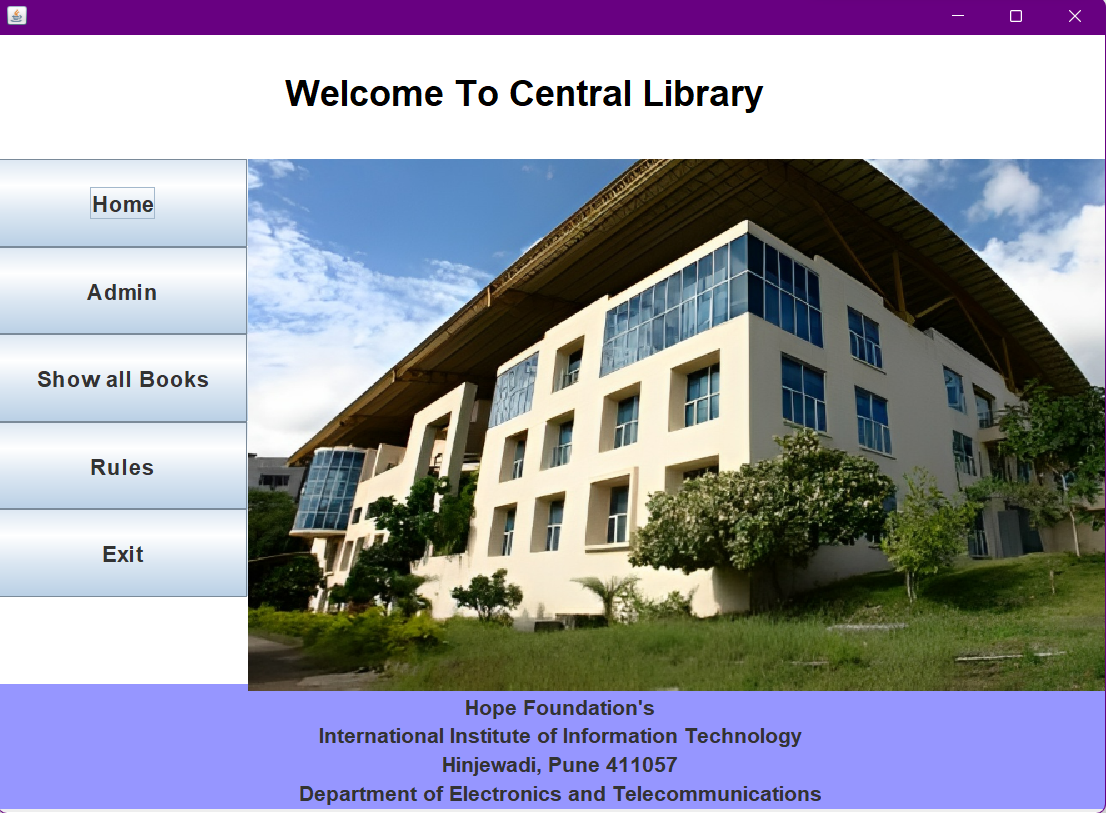 Welcome To Central Library
Home
Admin
Show all Books
Rules
Exit
Hope Foundation's
International Institute of Information Technology
Hinjewadi, Pune 411057
Department of Electronics and Telecommunications